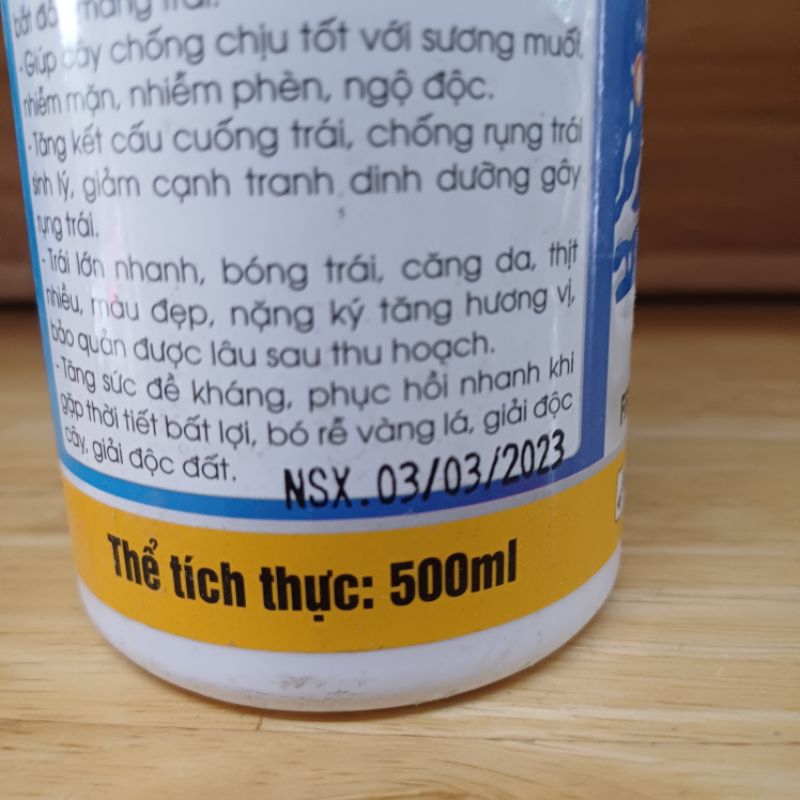 mang trái.
-Giúp cây chống chịu tốt với sương muối,
nhiễm mặn, nhiễm phèn, ngộ độc.
-Tăng kết cấu cuống trái, chống rụng trái
sinh lý, giảm cạnh tranh dinh dưỡng gây
rụng trái.
-Trái lớn nhanh, bóng trái, căng da, thịt
nhiều, màu đẹp, nặng ký tăng hương vị,
bảo quản được lâu sau thu hoạch.
-Tăng sức đề kháng, phục hồi nhanh khi
gặp thời tiết bất lợi, bó rễ vàng lá, giải độc
cây, giải độc đất.
NSX.03/03/2023
Thể tích thực: 500ml